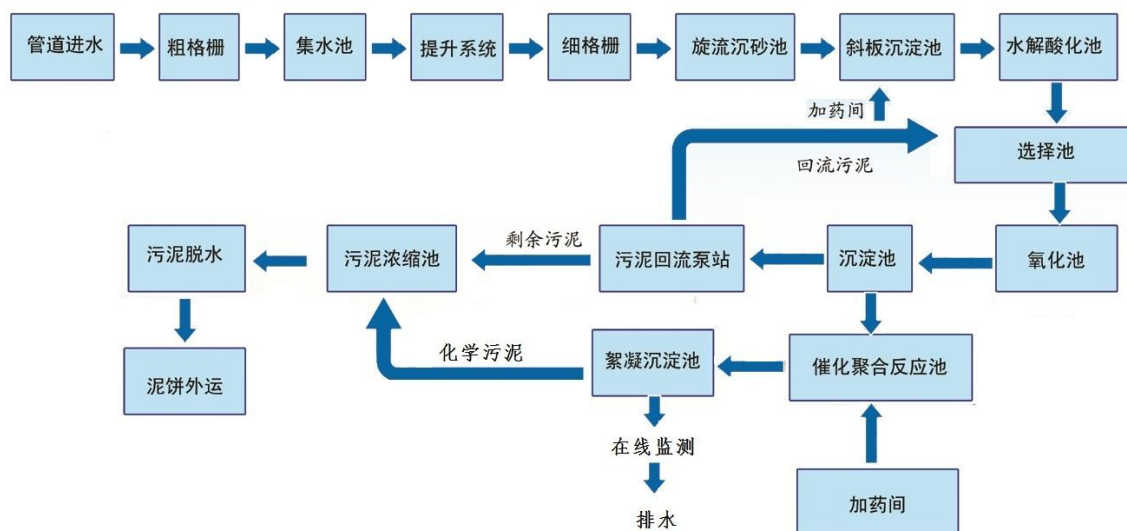 管道进水
粗格栅
集水池
提升系统
细格栅
旋流沉砂池
斜板沉淀池
水解酸化池
加药间
选择池
回流污泥
污泥脱水
污泥浓缩池
剩余污泥
污泥回流泵站
沉淀池
氧化池
泥饼外运
化学污泥
絮凝沉淀池
催化聚合反应池
在线监测
排水
加药间